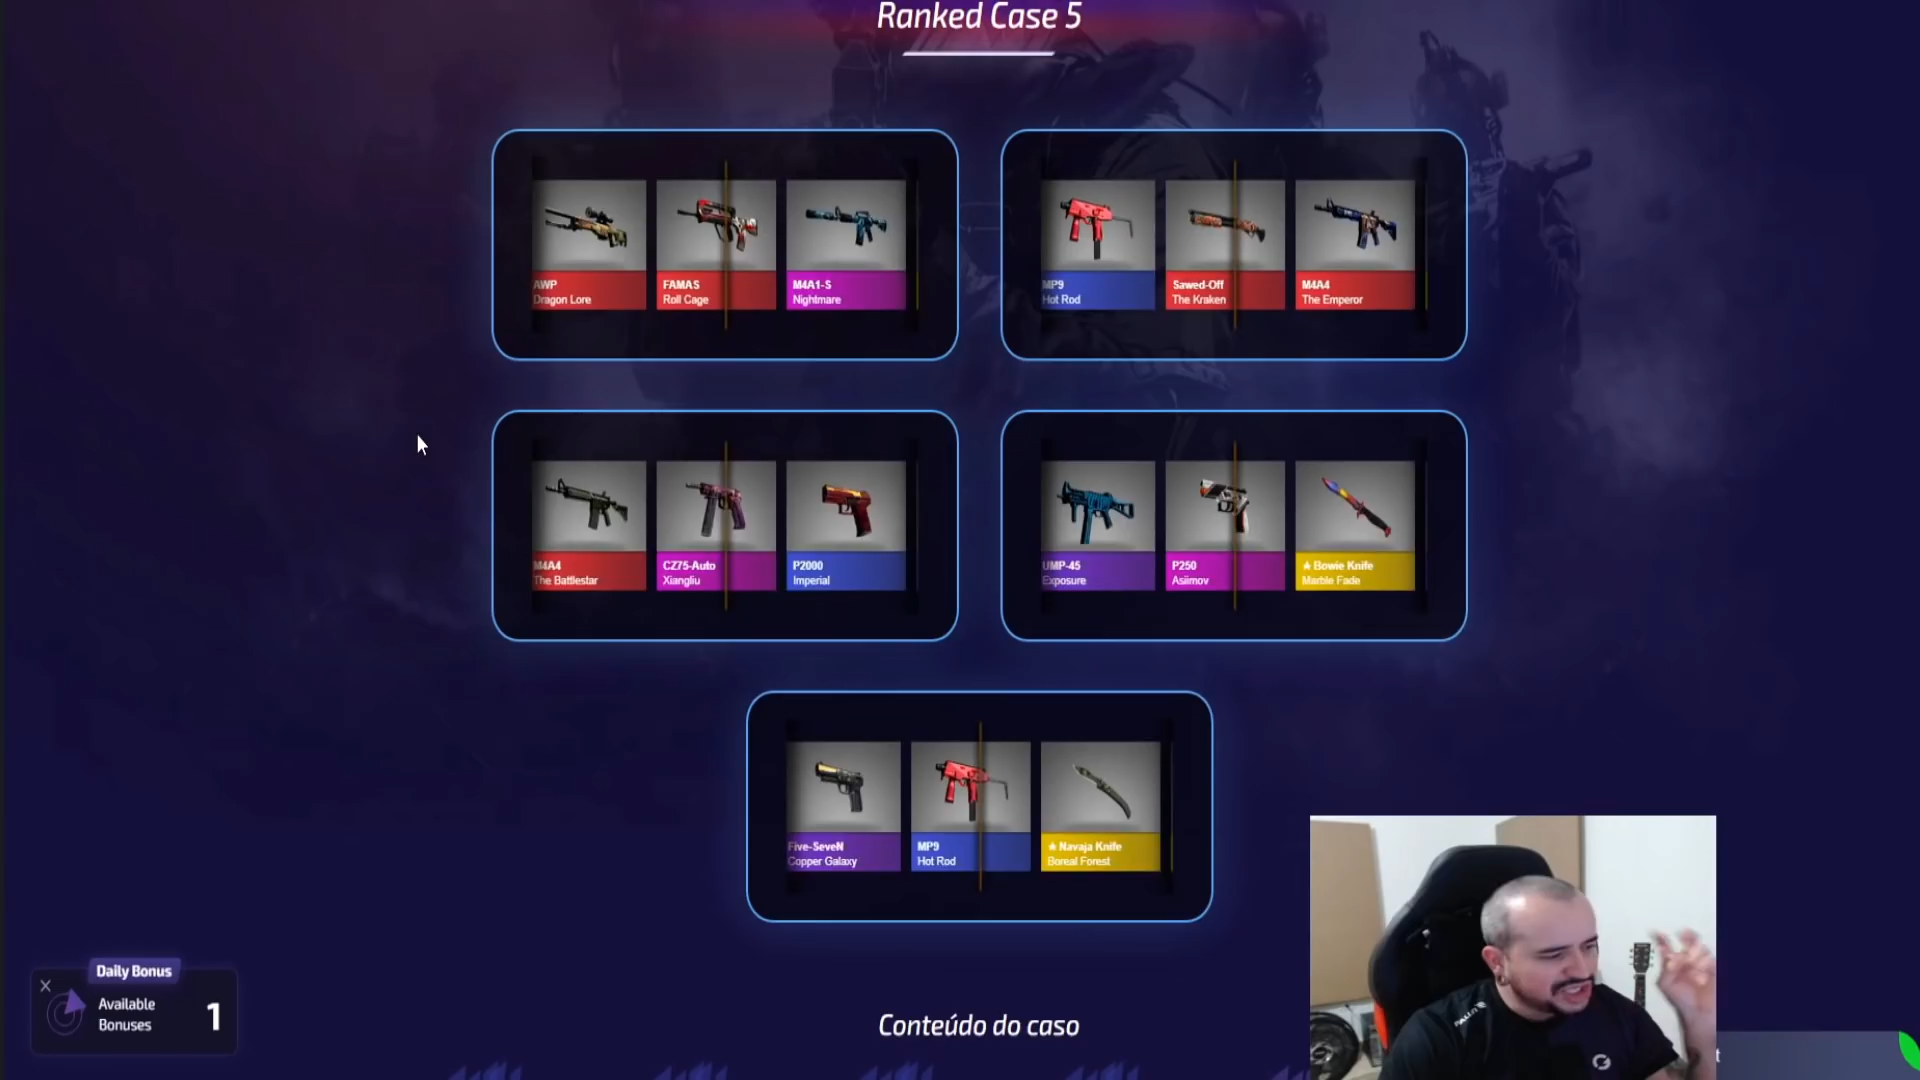 Ranked Case 5
AWP
Dragon Lore
FAMAS
Roll Cage
M4A1-S
Nightmare
MP9
Hot Rod
Sawed-Off
The Kraken
M4A4
The Emperor
M4A4
The Battlestar
CZ75-Auto
Xiangliu
P2000
Imperial
UMP-45
Exposure
P250
Asiimov
★ Bowie Knife
Marble Fade
Five-SeveN
Copper Galaxy
MP9
Hot Rod
★ Navaja Knife
Boreal Forest
Daily Bonus
Available
Bonuses
1
Conteúdo do caso